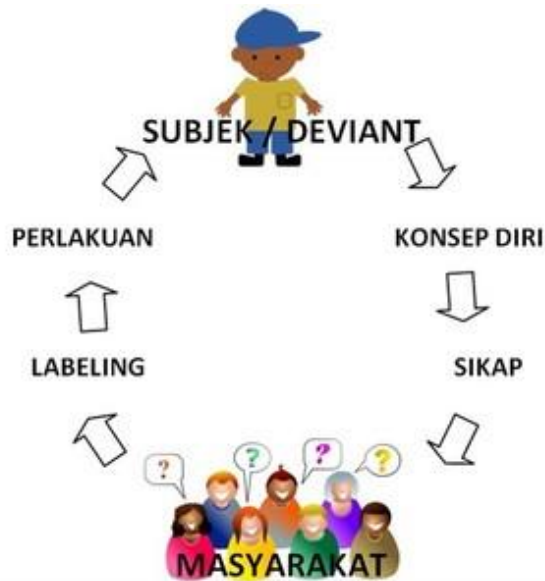 SUBJEK / DEVIANT
PERLAKUAN
KONSEP DIRI
LABELING
SIKAP
? ? ? ?
MASYARAKAT